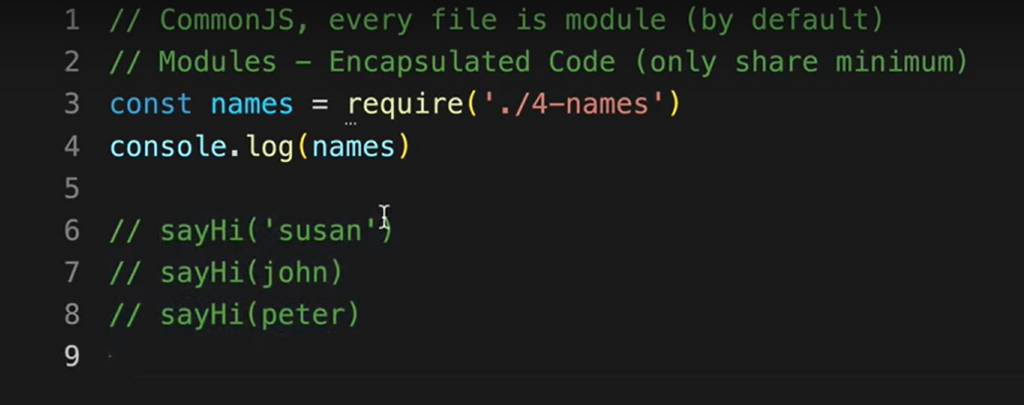 1 // CommonJS, every file is module (by default)
2 // Modules – Encapsulated Code (only share minimum)
3 const names = require('./4-names')
4 console.log(names)
5
6 // sayHi('susan')
7 // sayHi(john)
8 // sayHi(peter)
9